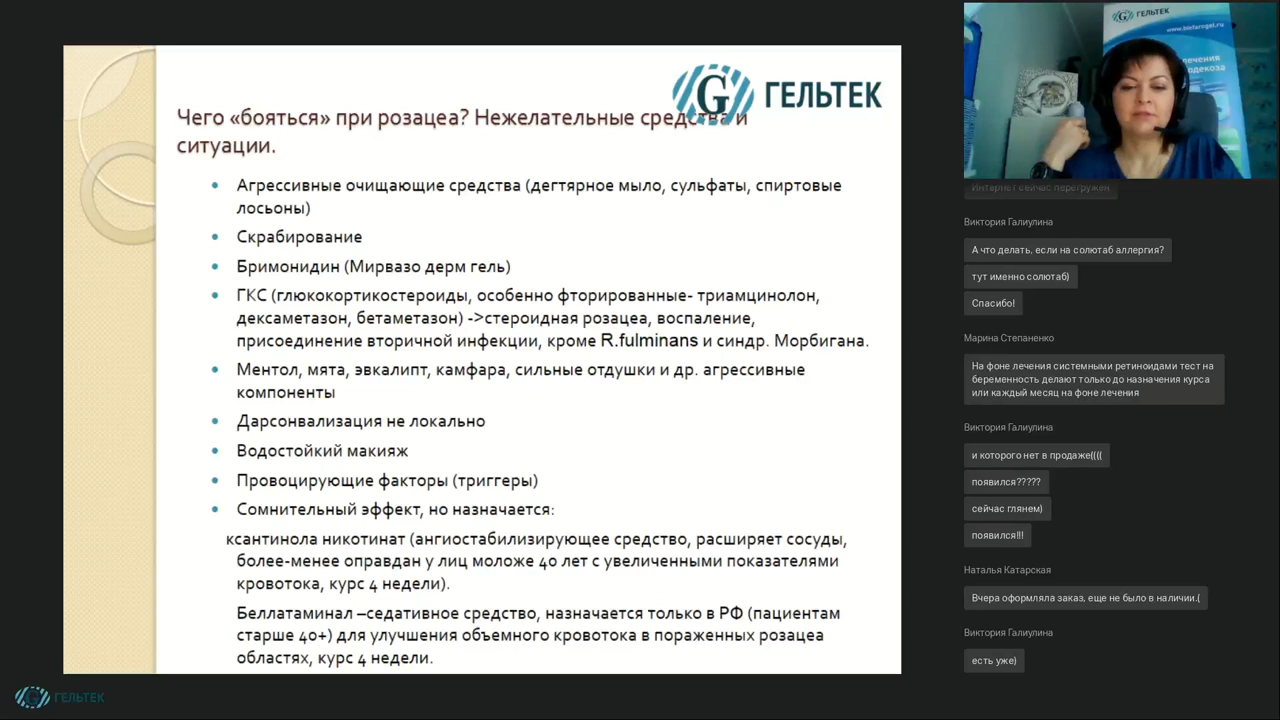 ГЕЛЬТЕК
Чего «бояться» при розацеа? Нежелательные средства и
ситуации.
• Агрессивные очищающие средства (дегтярное мыло, сульфаты, спиртовые
лосьоны)
• Скрабирование
• Бримонидин (Мирвазо дерм гель)
• ГКС (глюкокортикостероиды, особенно фторированные- триамцинолон,
дексаметазон, бетаметазон) ->стероидная розацеа, воспаление,
присоединение вторичной инфекции, кроме R.fulminans и синдр. Морбигана.
• Ментол, мята, эвкалипт, камфара, сильные отдушки и др. агрессивные
компоненты
• Дарсонвализация не локально
• Водостойкий макияж
• Провоцирующие факторы (триггеры)
• Сомнительный эффект, но назначается:
ксантинола никотинат (ангиостабилизирующее средство, расширяет сосуды,
более-менее оправдан у лиц моложе 40 лет с увеличенными показателями
кровотока, курс 4 недели).
Беллатаминал –седативное средство, назначается только в РФ (пациентам
старше 40+) для улучшения объемного кровотока в пораженных розацеа
областях, курс 4 недели.
ГЕЛЬТЕК
ГЕЛЬТЕК
Интернет сейчас перегружен
Виктория Галиулина
А что делать, если на солютаб аллергия?
тут именно солютаб)
Спасибо!
Марина Степаненко
На фоне лечения системными ретиноидами тест на
беременность делают только до назначения курса
или каждый месяц на фоне лечения
Виктория Галиулина
и которого нет в продаже((((
появился?????
сейчас глянем)
появился!!!
Наталья Катарская
Вчера оформляла заказ, еще не было в наличии.(
Виктория Галиулина
есть уже)